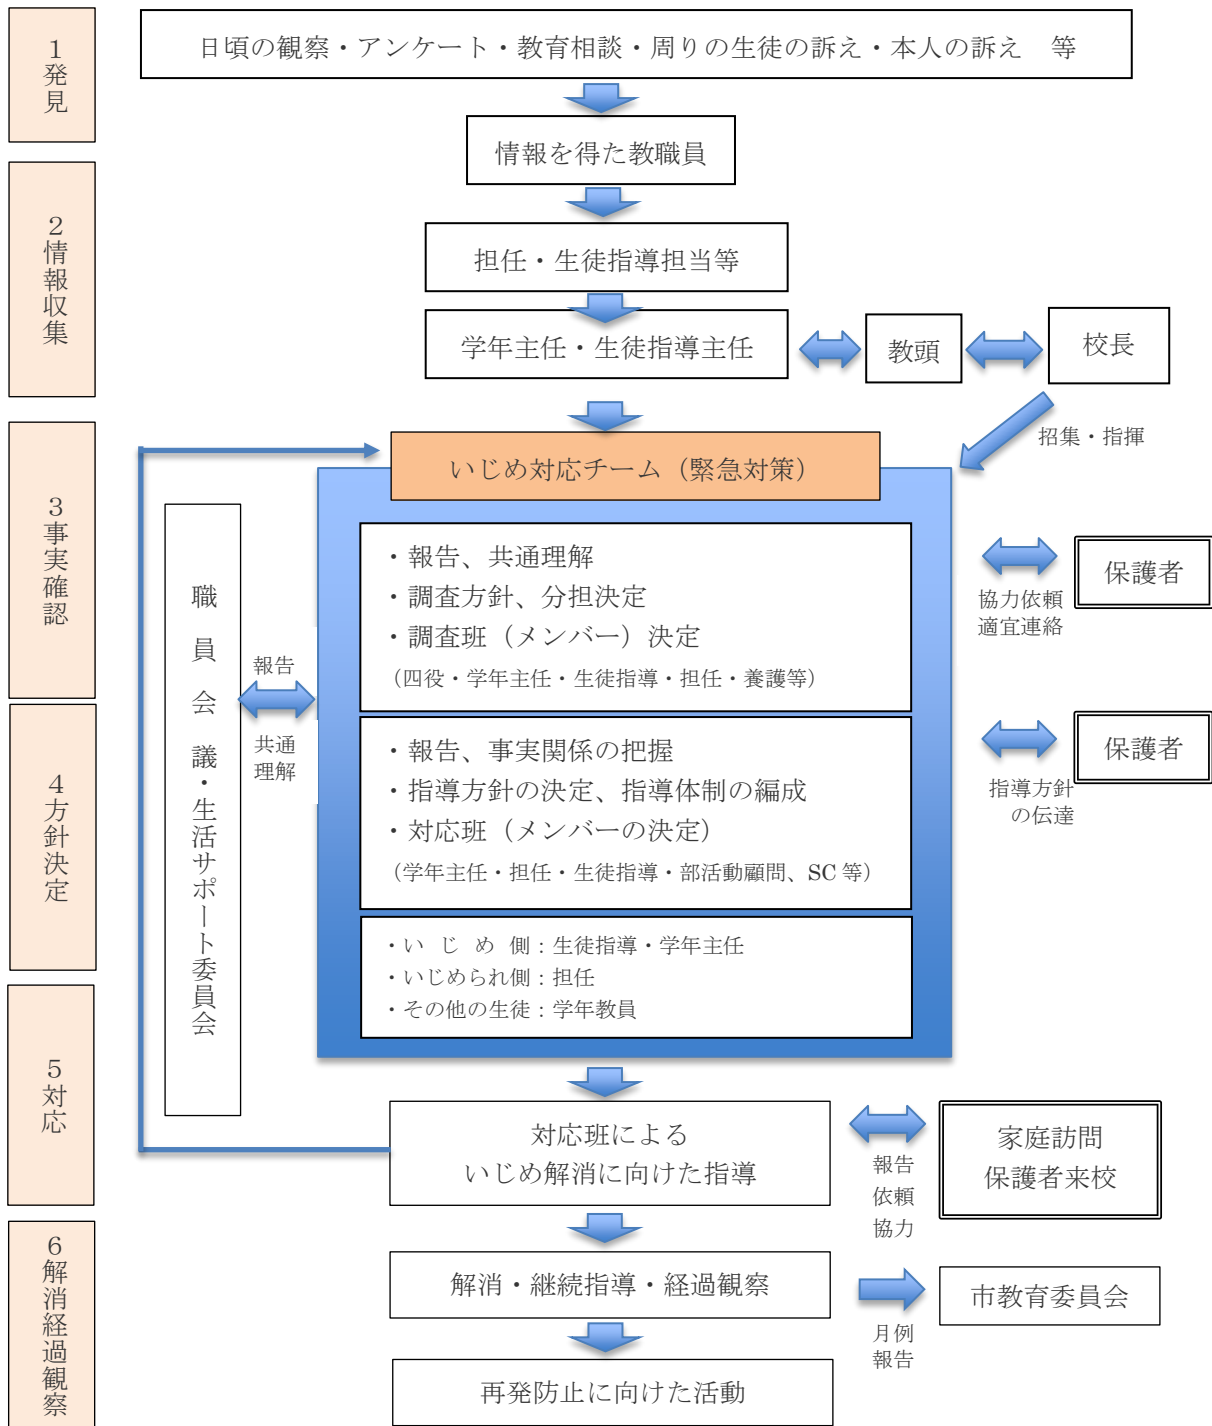 1発見
日頃の観察・アンケート・教育相談・周りの生徒の訴え・本人の訴え　等
情報を得た教職員
2情報収集
担任・生徒指導担当等
学年主任・生徒指導主任
教頭
校長
招集・指揮
いじめ対応チーム（緊急対策）
3事実確認
・報告、共通理解
・調査方針、分担決定
・調査班（メンバー）決定
（四役・学年主任・生徒指導・担任・養護等）
保護者
協力依頼
適宜連絡
職員会議・生活サポート委員会
報告
共通
理解
4方針決定
・報告、事実関係の把握
・指導方針の決定、指導体制の編成
・対応班（メンバーの決定）
（学年主任・担任・生徒指導・部活動顧問、SC 等）
保護者
指導方針
の伝達
・い じ め 側：生徒指導・学年主任
・いじめられ側：担任
・その他の生徒：学年教員
5対応
対応班による
いじめ解消に向けた指導
報告
依頼
協力
家庭訪問
保護者来校
6解消経過観察
解消・継続指導・経過観察
月例
報告
市教育委員会
再発防止に向けた活動